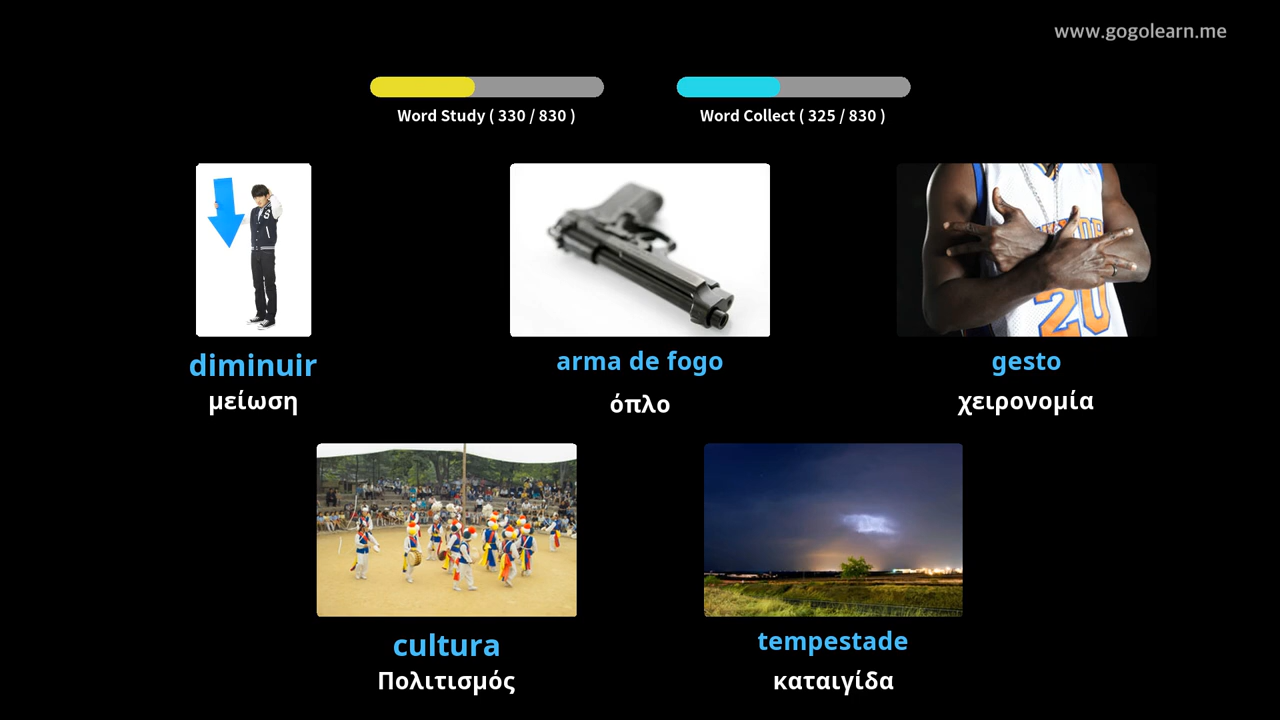 www.gogolearn.me
Word Study ( 330 / 830 )
Word Collect ( 325 / 830 )
diminuir
μείωση
arma de fogo
όπλο
gesto
χειρονομία
20
cultura
Πολιτισμός
tempestade
καταιγίδα